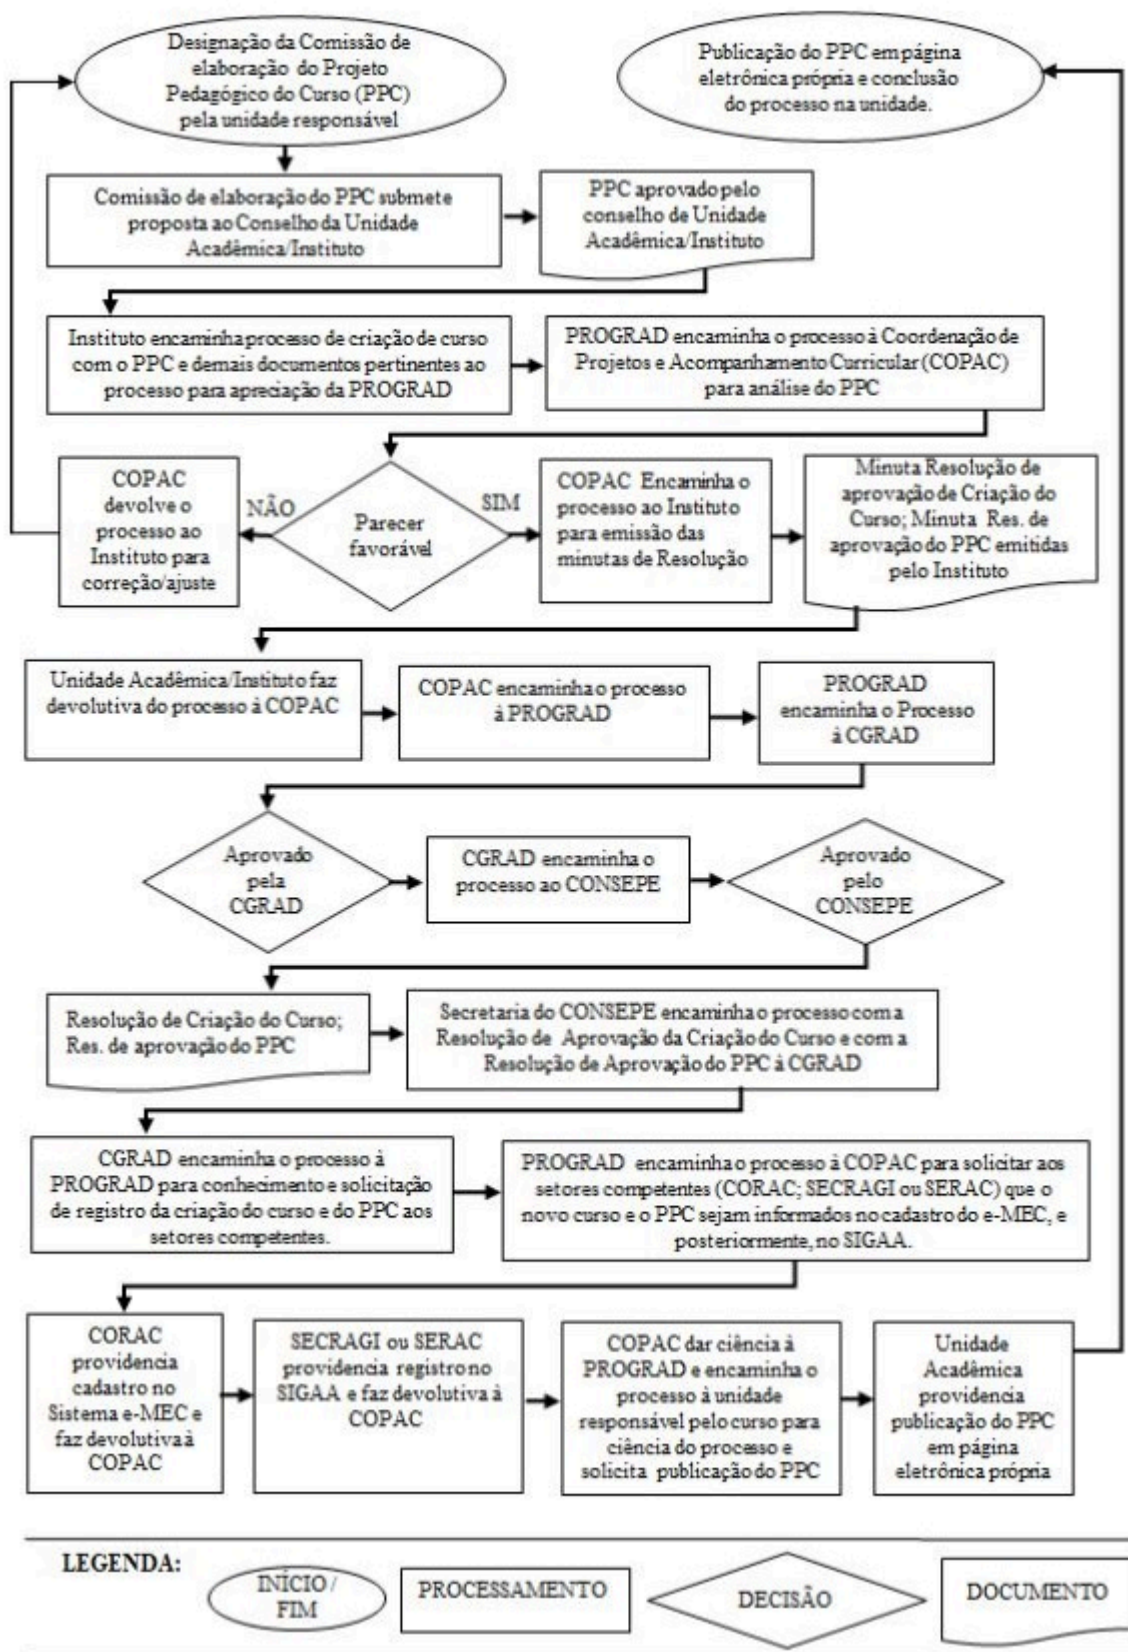 Designação da Comissão de
elaboração do Projeto
Pedagógico do Curso (PPC)
pela unidade responsável
Publicação do PPC em página
eletrônica própria e conclusão
do processo na unidade.
Comissão de elaboração do PPC submete
proposta ao Conselho da Unidade
Acadêmica/Instituto
PPC aprovado pelo
conselho de Unidade
Acadêmica/Instituto
Instituto encaminha processo de criação de curso
com o PPC e demais documentos pertinentes ao
processo para apreciação da PROGRAD
PROGRAD encaminha o processo à Coordenação de
Projetos e Acompanhamento Curricular (COPAC)
para análise do PPC
COPAC
devolve o
processo ao
Instituto para
correção/ajuste
NÃO
Parecer
favorável
SIM
COPAC Encaminha o
processo ao Instituto
para emissão das
minutas de Resolução
Minuta Resolução de
aprovação de Criação do
Curso; Minuta Res. de
aprovação do PPC emitidas
pelo Instituto
Unidade Acadêmica/Instituto faz
devolutiva do processo à COPAC
COPAC encaminha o processo
à PROGRAD
PROGRAD
encaminha o Processo
à CGRAD
Aprovado
pela
CGRAD
CGRAD encaminha o
processo ao CONSEPE
Aprovado
pelo
CONSEPE
Resolução de Criação do Curso;
Res. de aprovação do PPC
Secretaria do CONSEPE encaminha o processo com a
Resolução de Aprovação da Criação do Curso e com a
Resolução de Aprovação do PPC à CGRAD
CGRAD encaminha o processo à
PROGRAD para conhecimento e solicitação
de registro da criação do curso e do PPC aos
setores competentes.
PROGRAD encaminha o processo à COPAC para solicitar aos
setores competentes (CORAC; SECRAGI ou SERAC) que o
novo curso e o PPC sejam informados no cadastro do e-MEC, e
posteriormente, no SIGAA.
CORAC
providencia
cadastro no
Sistema e-MEC e
faz devolutiva à
COPAC
SECRAGI ou SERAC
providencia registro no
SIGAA e faz devolutiva à
COPAC
COPAC dar ciência à
PROGRAD e encaminha o
processo à unidade
responsável pelo curso para
ciência do processo e
solicita publicação do PPC
Unidade
Acadêmica
providencia
publicação do PPC
em página
eletrônica própria
LEGENDA:
INÍCIO /
FIM
PROCESSAMENTO
DECISÃO
DOCUMENTO